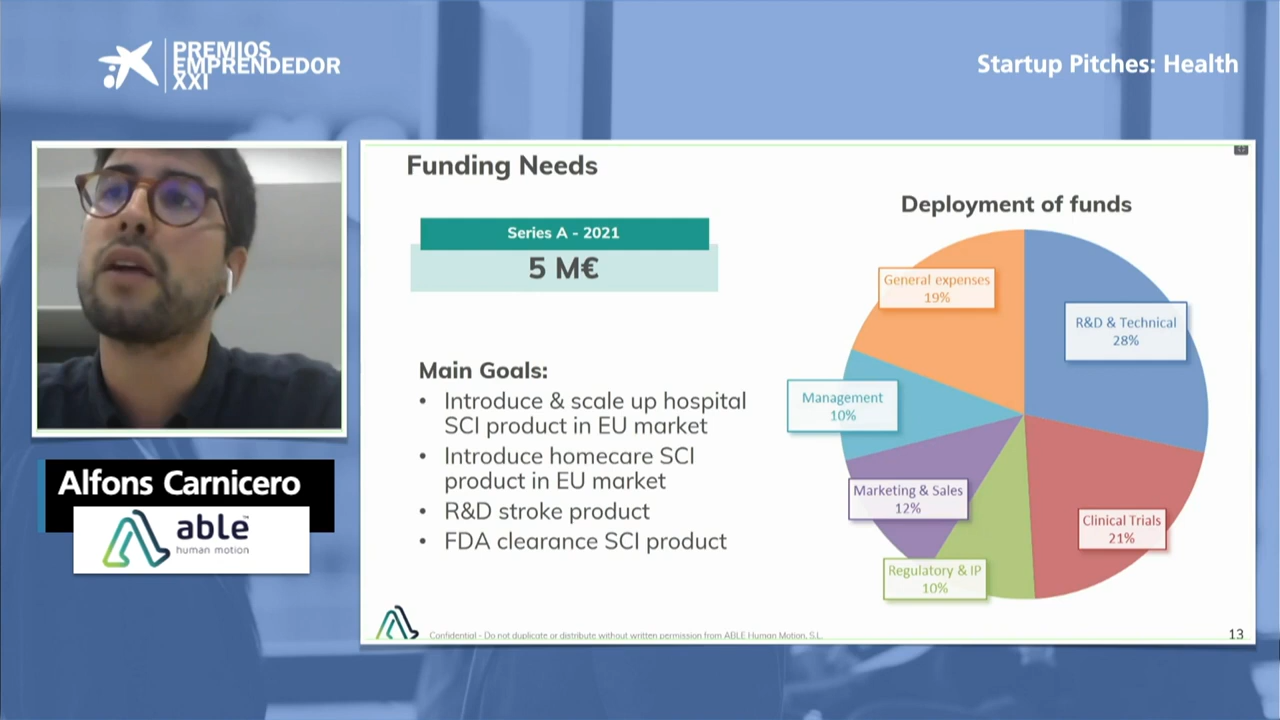 PREMIOS
EMPRENDEDOR
XXI
Startup Pitches: Health
Funding Needs
Series A - 2021
5 M€
Main Goals:
• Introduce & scale up hospital
SCI product in EU market
• Introduce homecare SCI
product in EU market
• R&D stroke product
• FDA clearance SCI product
Deployment of funds
General expenses
19%
R&D & Technical
28%
Management
10%
Marketing & Sales
12%
Clinical Trials
21%
Regulatory & IP
10%
Alfons Carnicero
able™
human motion
Confidential - Do not duplicate or distribute without written permission from ABLE Human Motion, S.L.
13